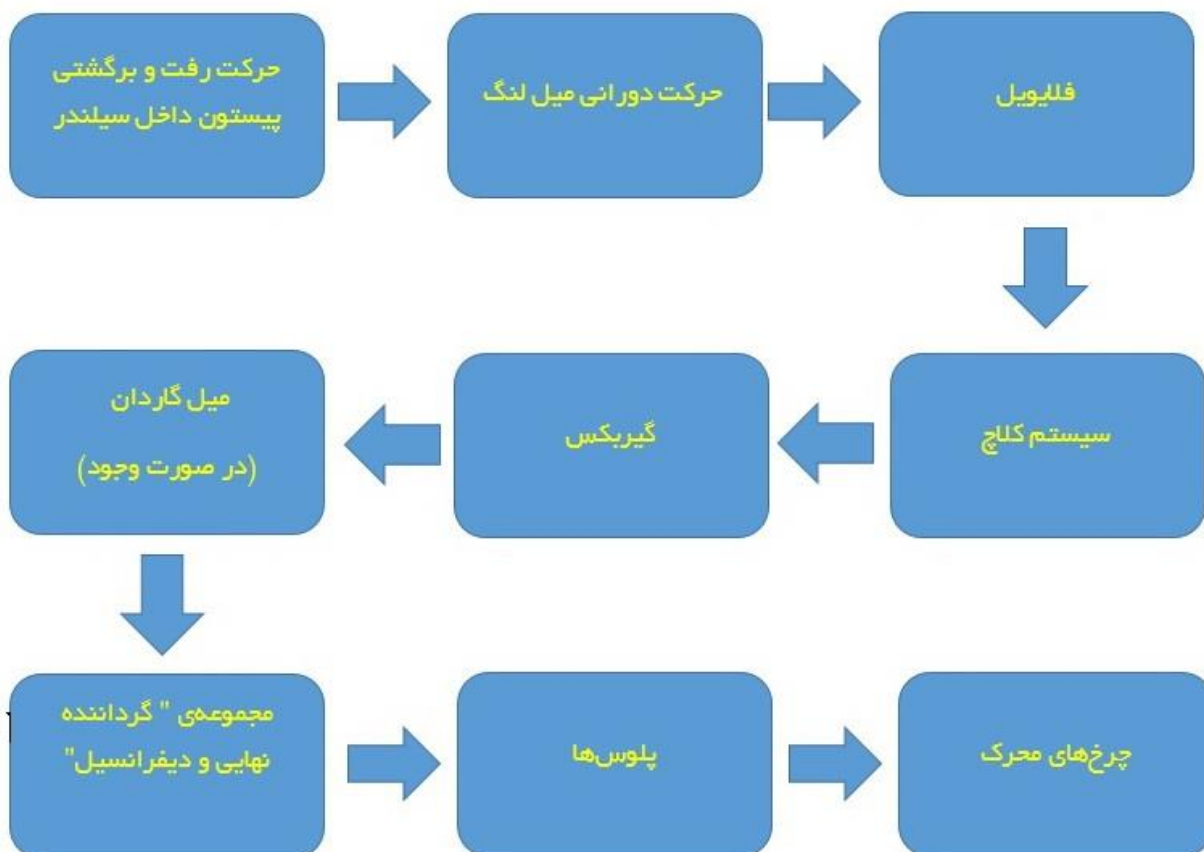 حرکت رفت و برگشتی
پیستون داخل سیلندر
حرکت دورانی میل لنگ
فلایویل
سیستم کلاچ
گیربکس
میل گاردان
(در صورت وجود)
مجموعه‌ی " گرداننده
نهایی و دیفرانسیل"
پلوس‌ها
چرخ‌های محرک